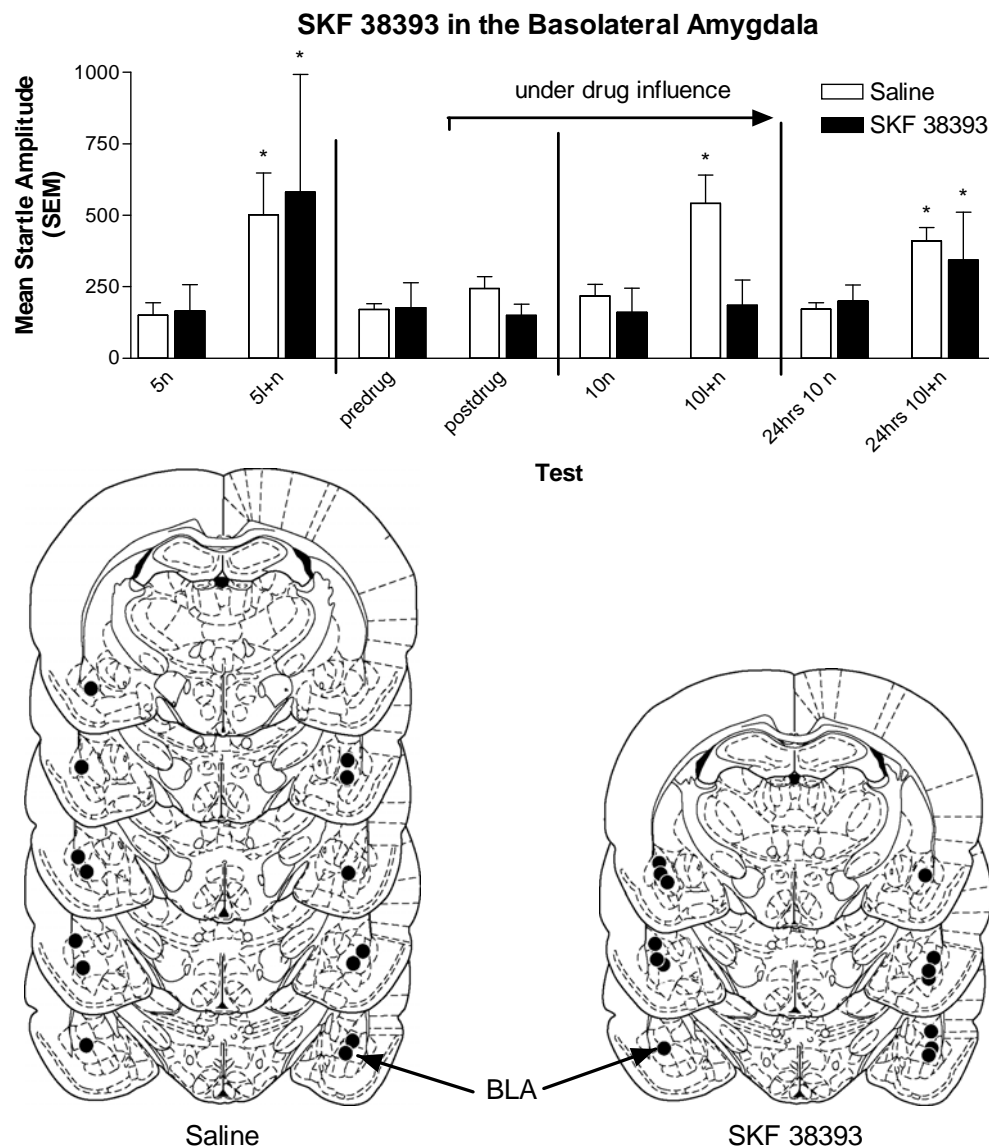 SKF 38393 in the Basolateral Amygdala
Mean Startle Amplitude
(SEM)
1000
750
500
250
0
under drug influence
Saline
SKF 38393
*
*
*
*
*
5n
5l+n
predrug
postdrug
10n
10l+n
24hrs 10 n
24hrs 10l+n
Test
BLA
Saline
SKF 38393